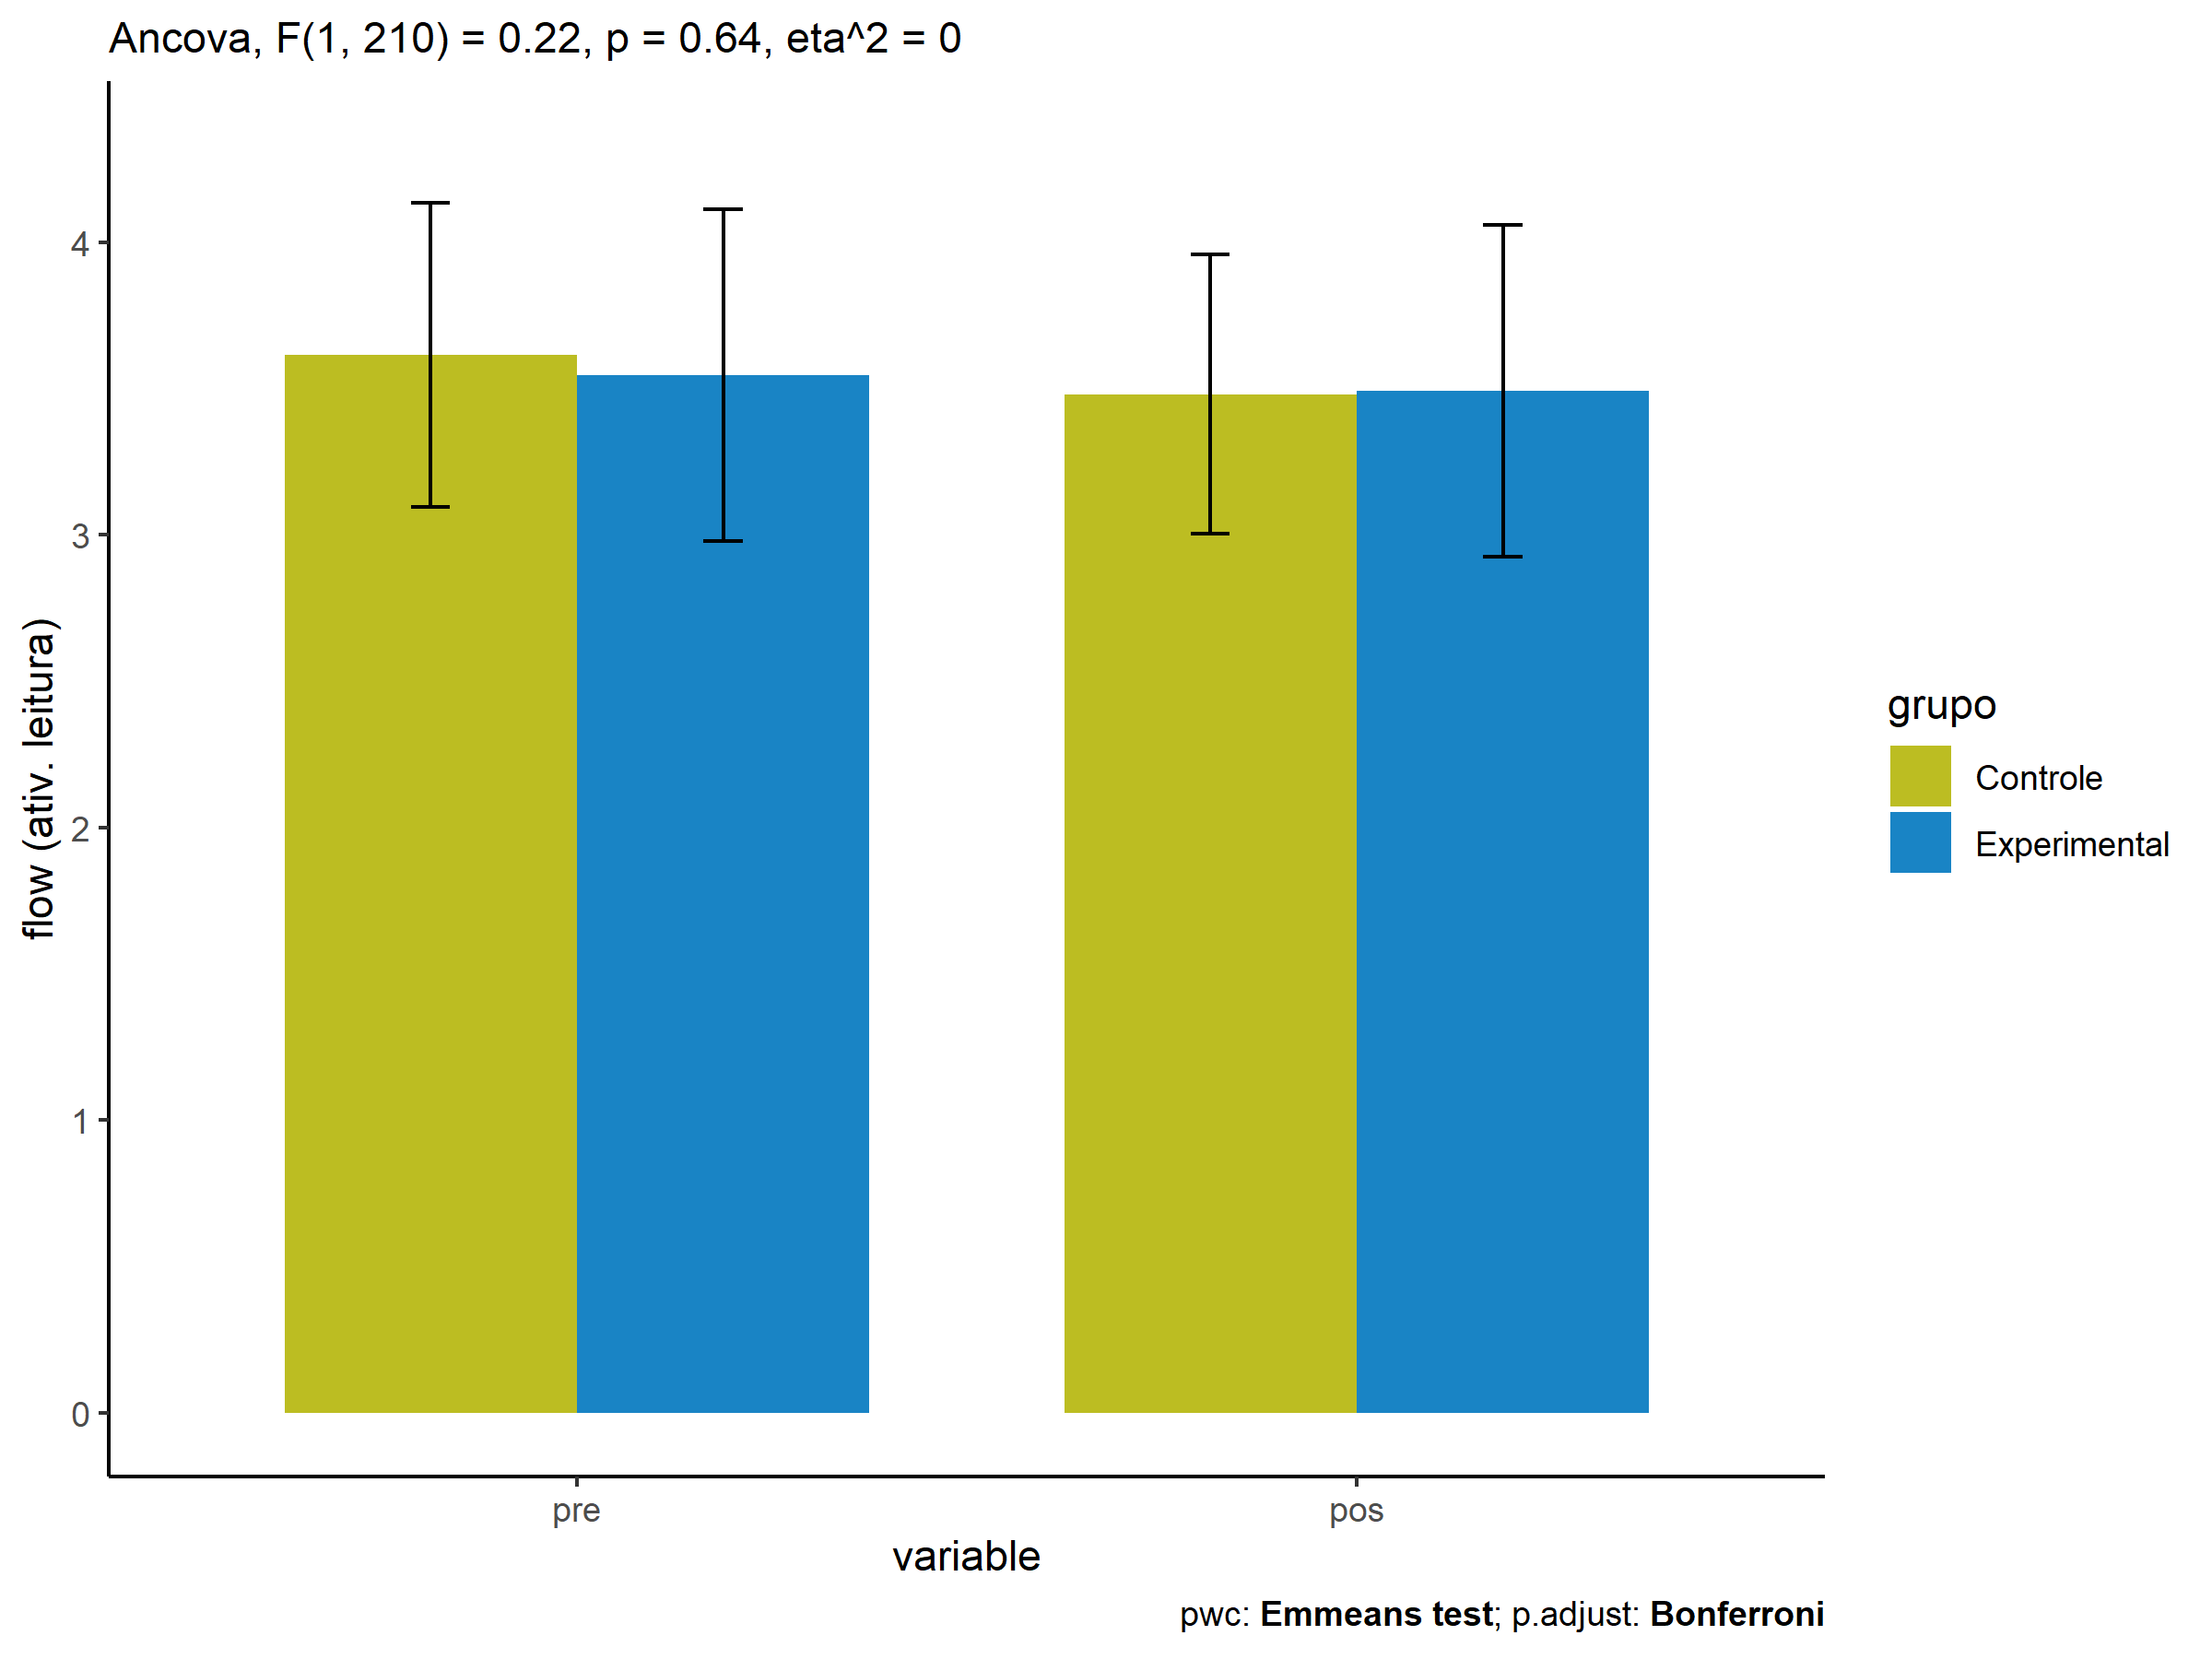 Ancova, F(1, 210) = 0.22, p = 0.64, eta^2 = 0
flow (ativ. leitura)
4
3
2
1
0
pre
pos
variable
grupo
Controle
Experimental
pwc: Emmeans test; p.adjust: Bonferroni